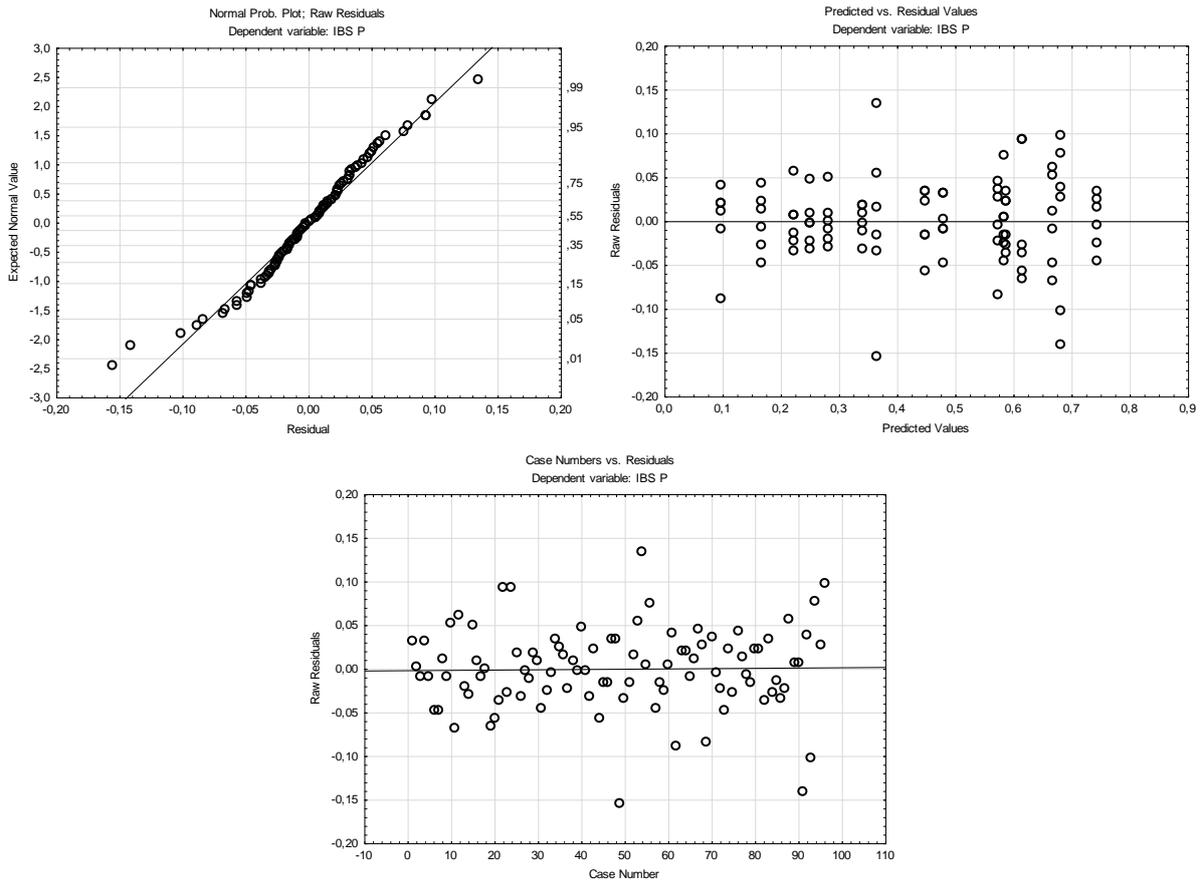 Normal Prob. Plot; Raw Residuals
Dependent variable: IBS P
3,0
2,5
2,0
1,5
1,0
0,5
0,0
-0,5
-1,0
-1,5
-2,0
-2,5
-3,0
Expected Normal Value
,99
,95
,75
,55
,35
,15
,05
,01
-0,20 -0,15 -0,10 -0,05 0,00 0,05 0,10 0,15 0,20
Residual
Predicted vs. Residual Values
Dependent variable: IBS P
0,20
0,15
0,10
0,05
0,00
-0,05
-0,10
-0,15
-0,20
Raw Residuals
0,0 0,1 0,2 0,3 0,4 0,5 0,6 0,7 0,8 0,9
Predicted Values
Case Numbers vs. Residuals
Dependent variable: IBS P
0,20
0,15
0,10
0,05
0,00
-0,05
-0,10
-0,15
-0,20
Raw Residuals
-10 0 10 20 30 40 50 60 70 80 90 100 110
Case Number